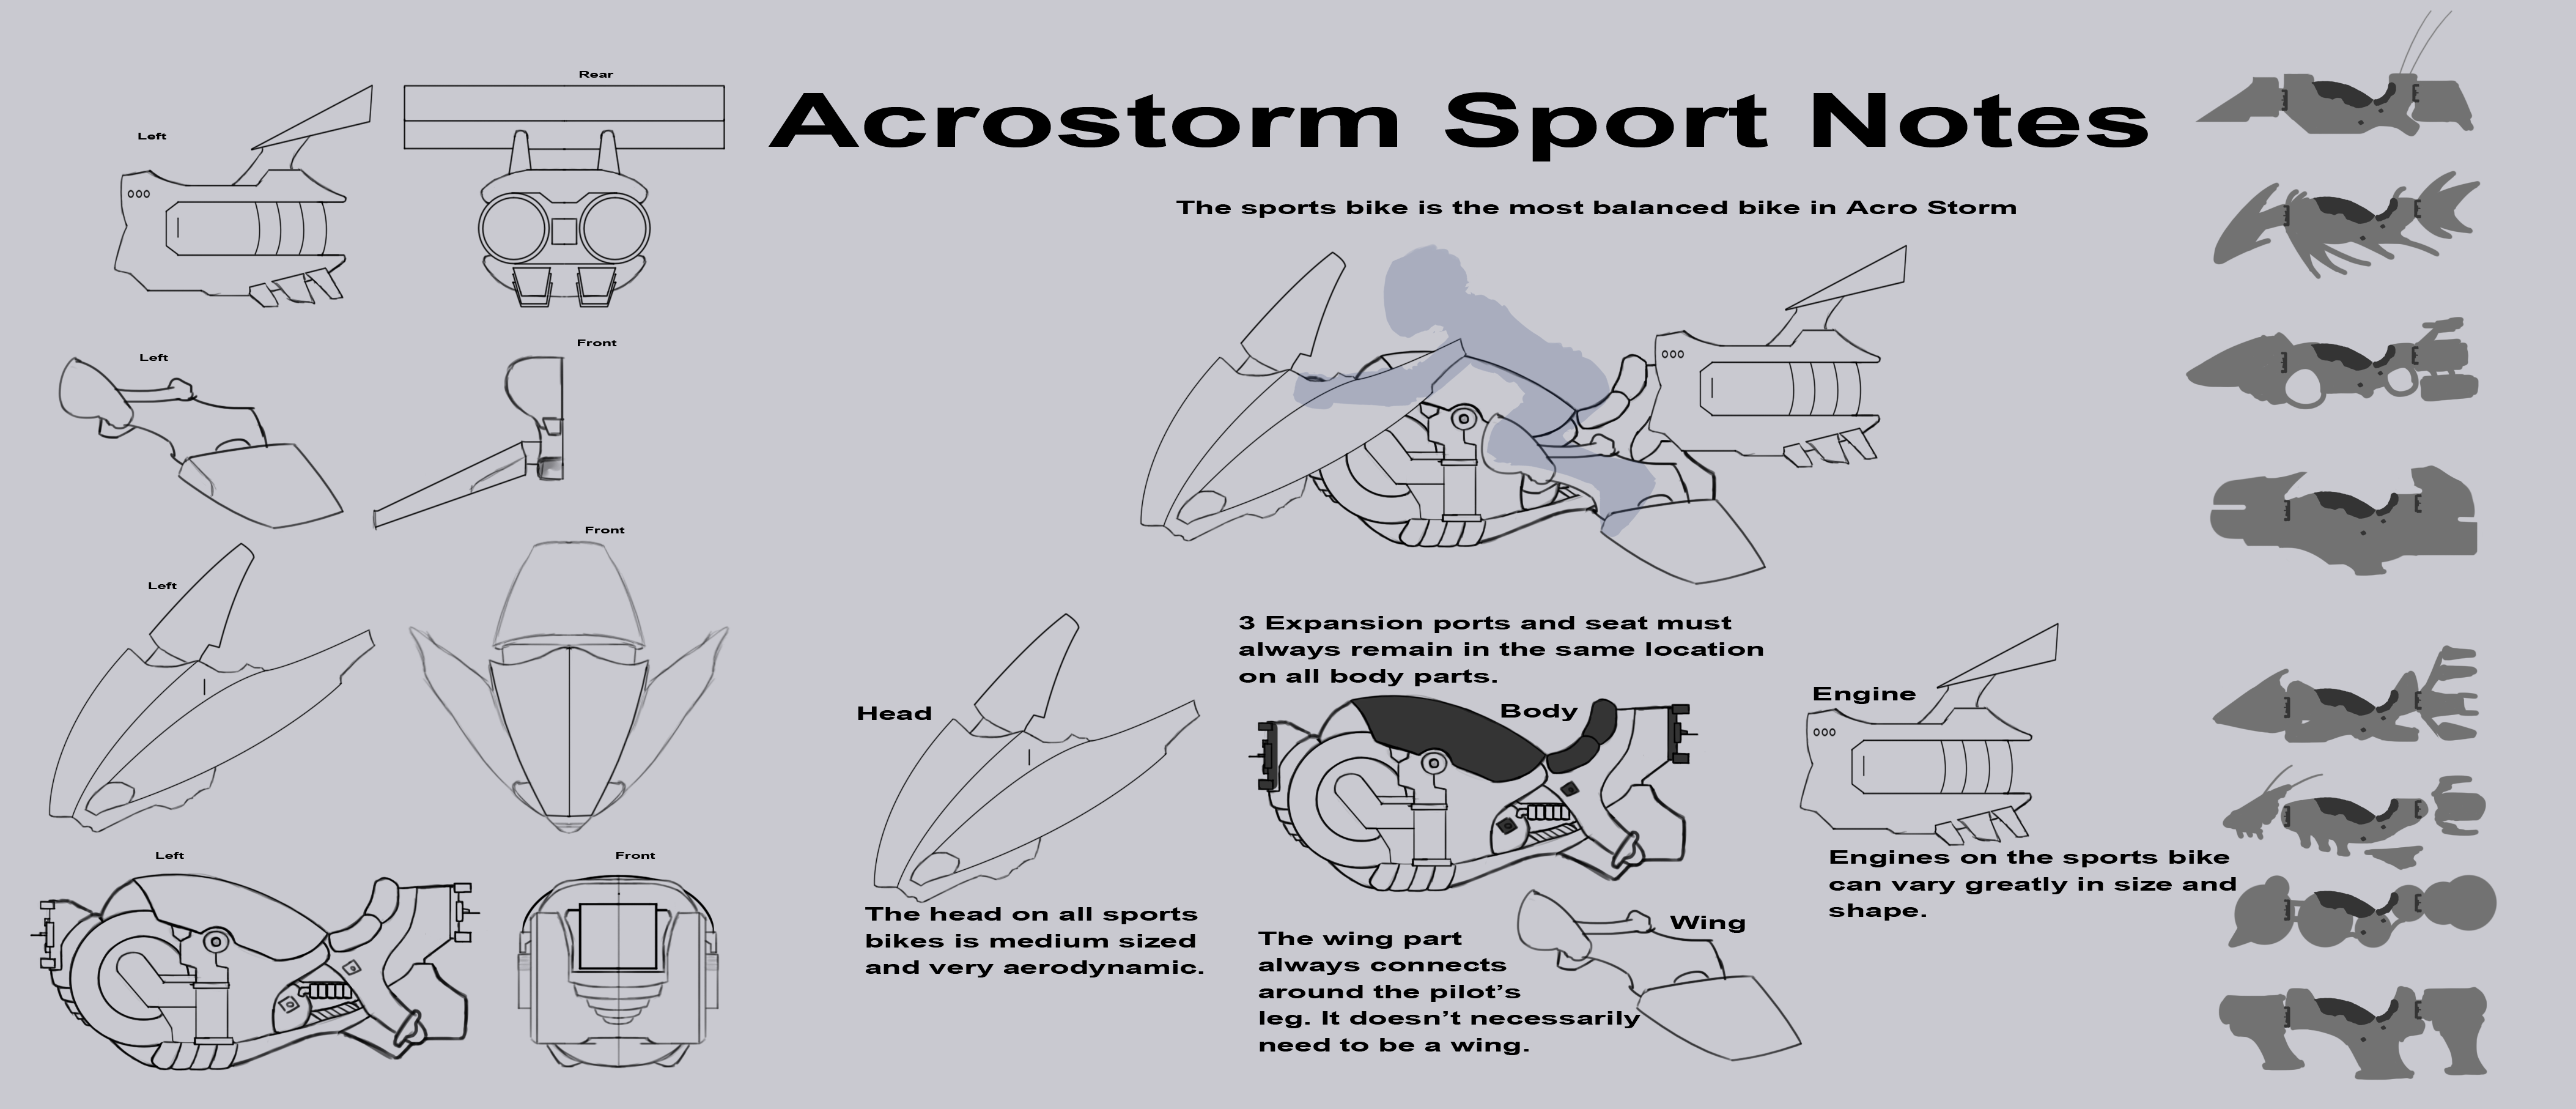 Acrostorm Sport Notes
The sports bike is the most balanced bike in Acro Storm
Left
Rear
Left
Front
Left
Front
Left
Front
3 Expansion ports and seat must
always remain in the same location
on all body parts.
Head
Body
Engine
The head on all sports
bikes is medium sized
and very aerodynamic.
Wing
The wing part
always connects
around the pilot’s
leg. It doesn’t necessarily
need to be a wing.
Engines on the sports bike
can vary greatly in size and
shape.